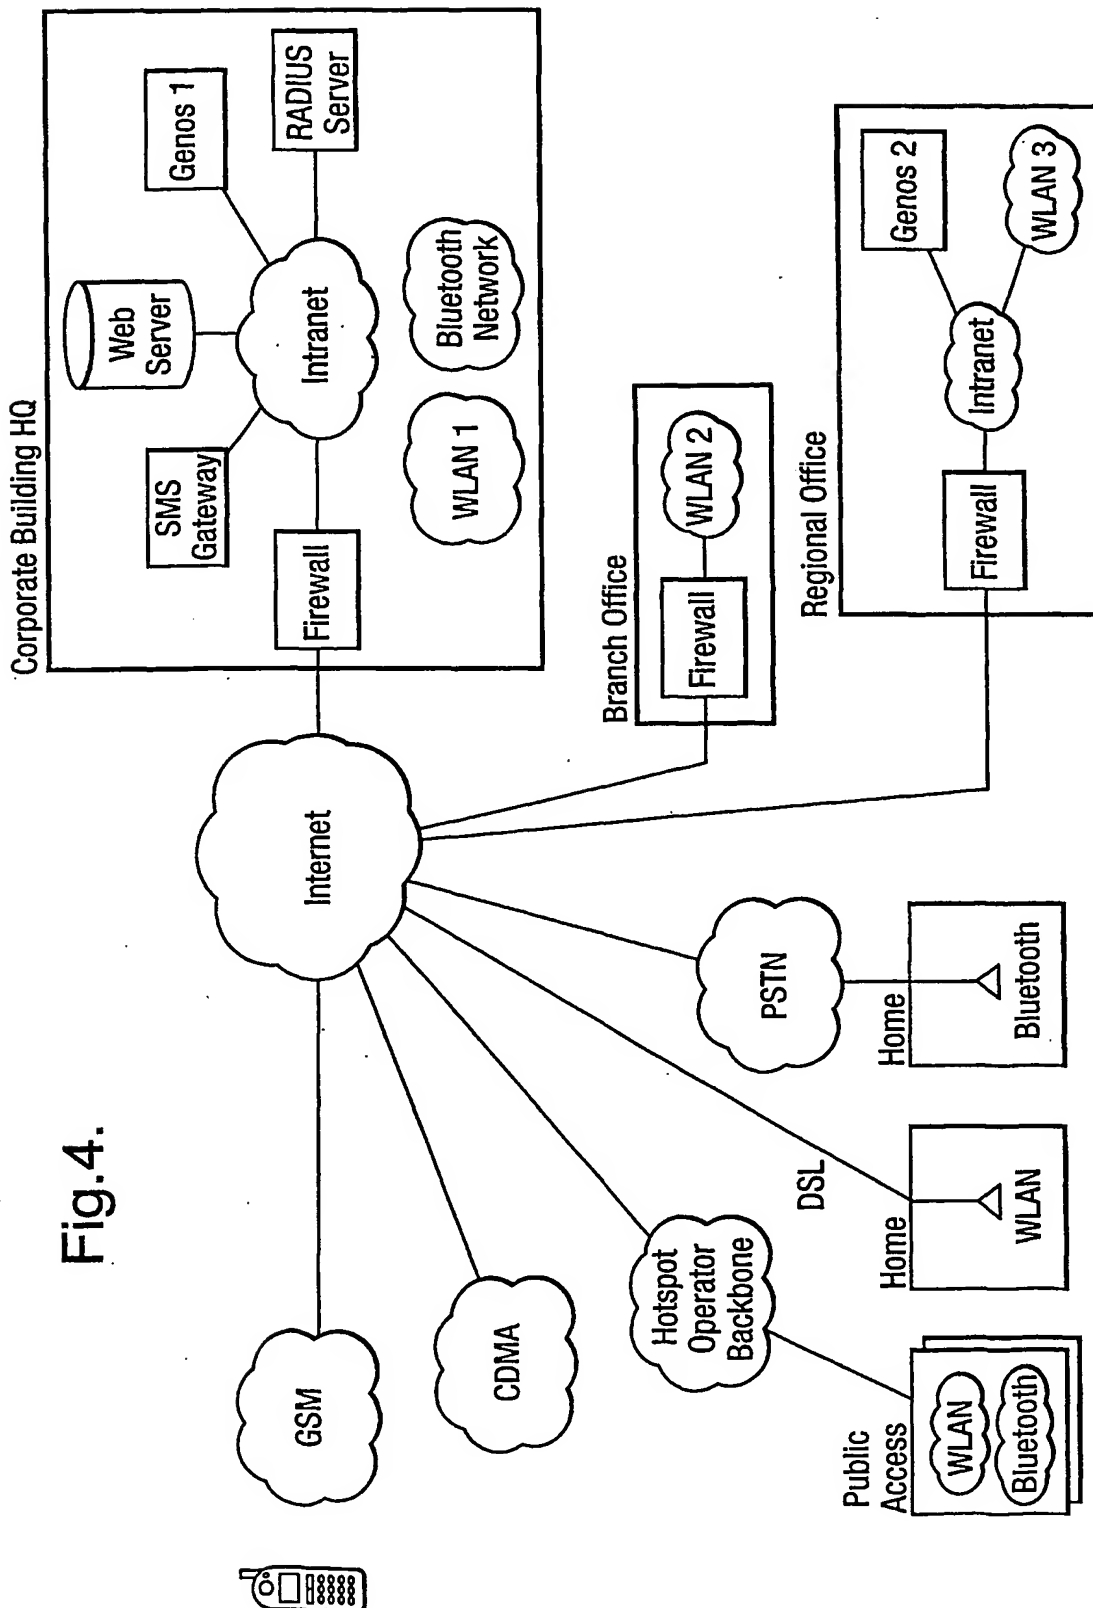 Fig.4.
Corporate Building HQ
SMS
Gateway
Web
Server
Genos 1
RADIUS
Server
Intranet
Firewall
WLAN 1
Bluetooth
Network
Internet
Branch Office
Firewall
WLAN 2
Regional Office
Firewall
Intranet
Genos 2
WLAN 3
GSM
CDMA
Hotspot
Operator
Backbone
DSL
PSTN
Public
Access
WLAN
Bluetooth
Home
WLAN
Home
Bluetooth